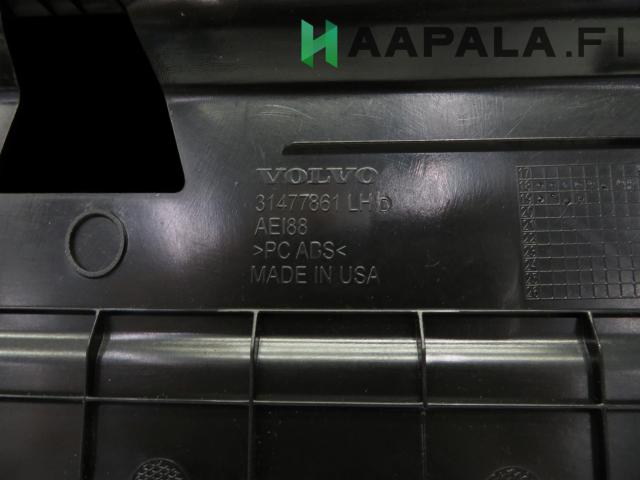 HAAPALA.FI
VOLVO
31477861 LH b
AEI88
>PC ABS<
MADE IN USA